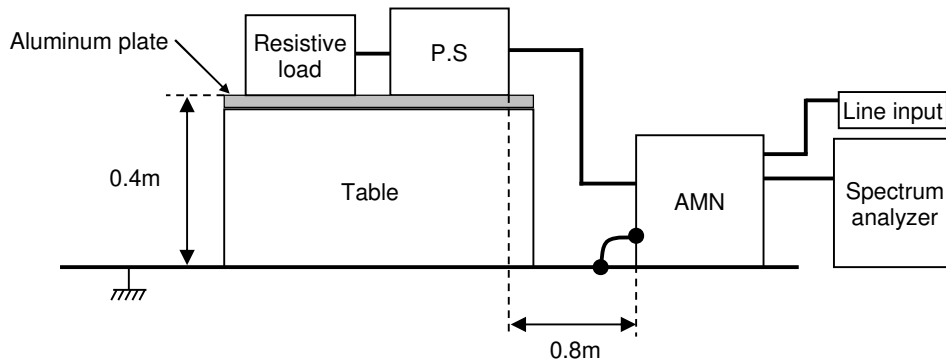 Aluminum plate
Resistive
load
P.S
Line input
0.4m
Table
AMN
Spectrum
analyzer
0.8m